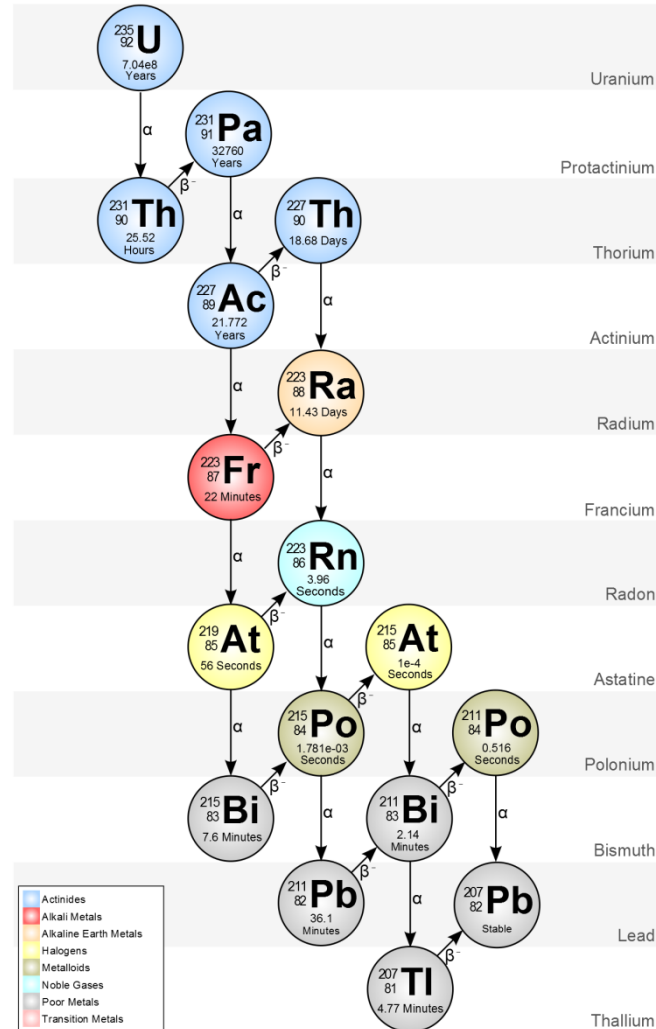 235
92
U
7.04e8
Years
Uranium
α
231
91
Pa
32760
Years
Protactinium
β⁻
231
90
Th
25.52
Hours
α
227
90
Th
18.68 Days
Thorium
β⁻
227
89
Ac
21.772
Years
α
Actinium
α
223
88
Ra
11.43 Days
Radium
β⁻
223
87
Fr
22 Minutes
α
Francium
α
223
86
Rn
3.96
Seconds
Radon
β⁻
219
85
At
56 Seconds
α
215
85
At
1e-4
Seconds
Astatine
β⁻
α
215
84
Po
1.781e-03
Seconds
α
211
84
Po
0.516
Seconds
Polonium
β⁻
β⁻
215
83
Bi
7.6 Minutes
α
211
83
Bi
2.14
Minutes
α
Bismuth
β⁻
211
82
Pb
36.1
Minutes
α
207
82
Pb
Stable
Lead
β⁻
207
81
Tl
4.77 Minutes
Thallium
Actinides
Alkali Metals
Alkaline Earth Metals
Halogens
Metalloids
Noble Gases
Poor Metals
Transition Metals